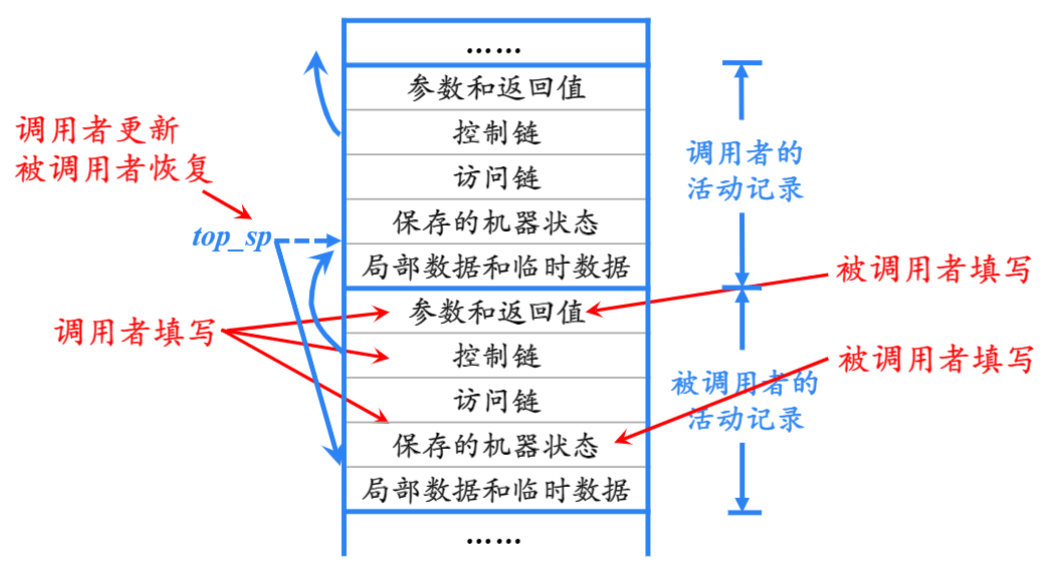 ……
参数和返回值
控制链
访问链
保存的机器状态
局部数据和临时数据
参数和返回值
控制链
访问链
保存的机器状态
局部数据和临时数据
……
调用者更新
被调用者恢复
top_sp
调用者填写
调用者的
活动记录
被调用者填写
被调用者填写
被调用者的
活动记录